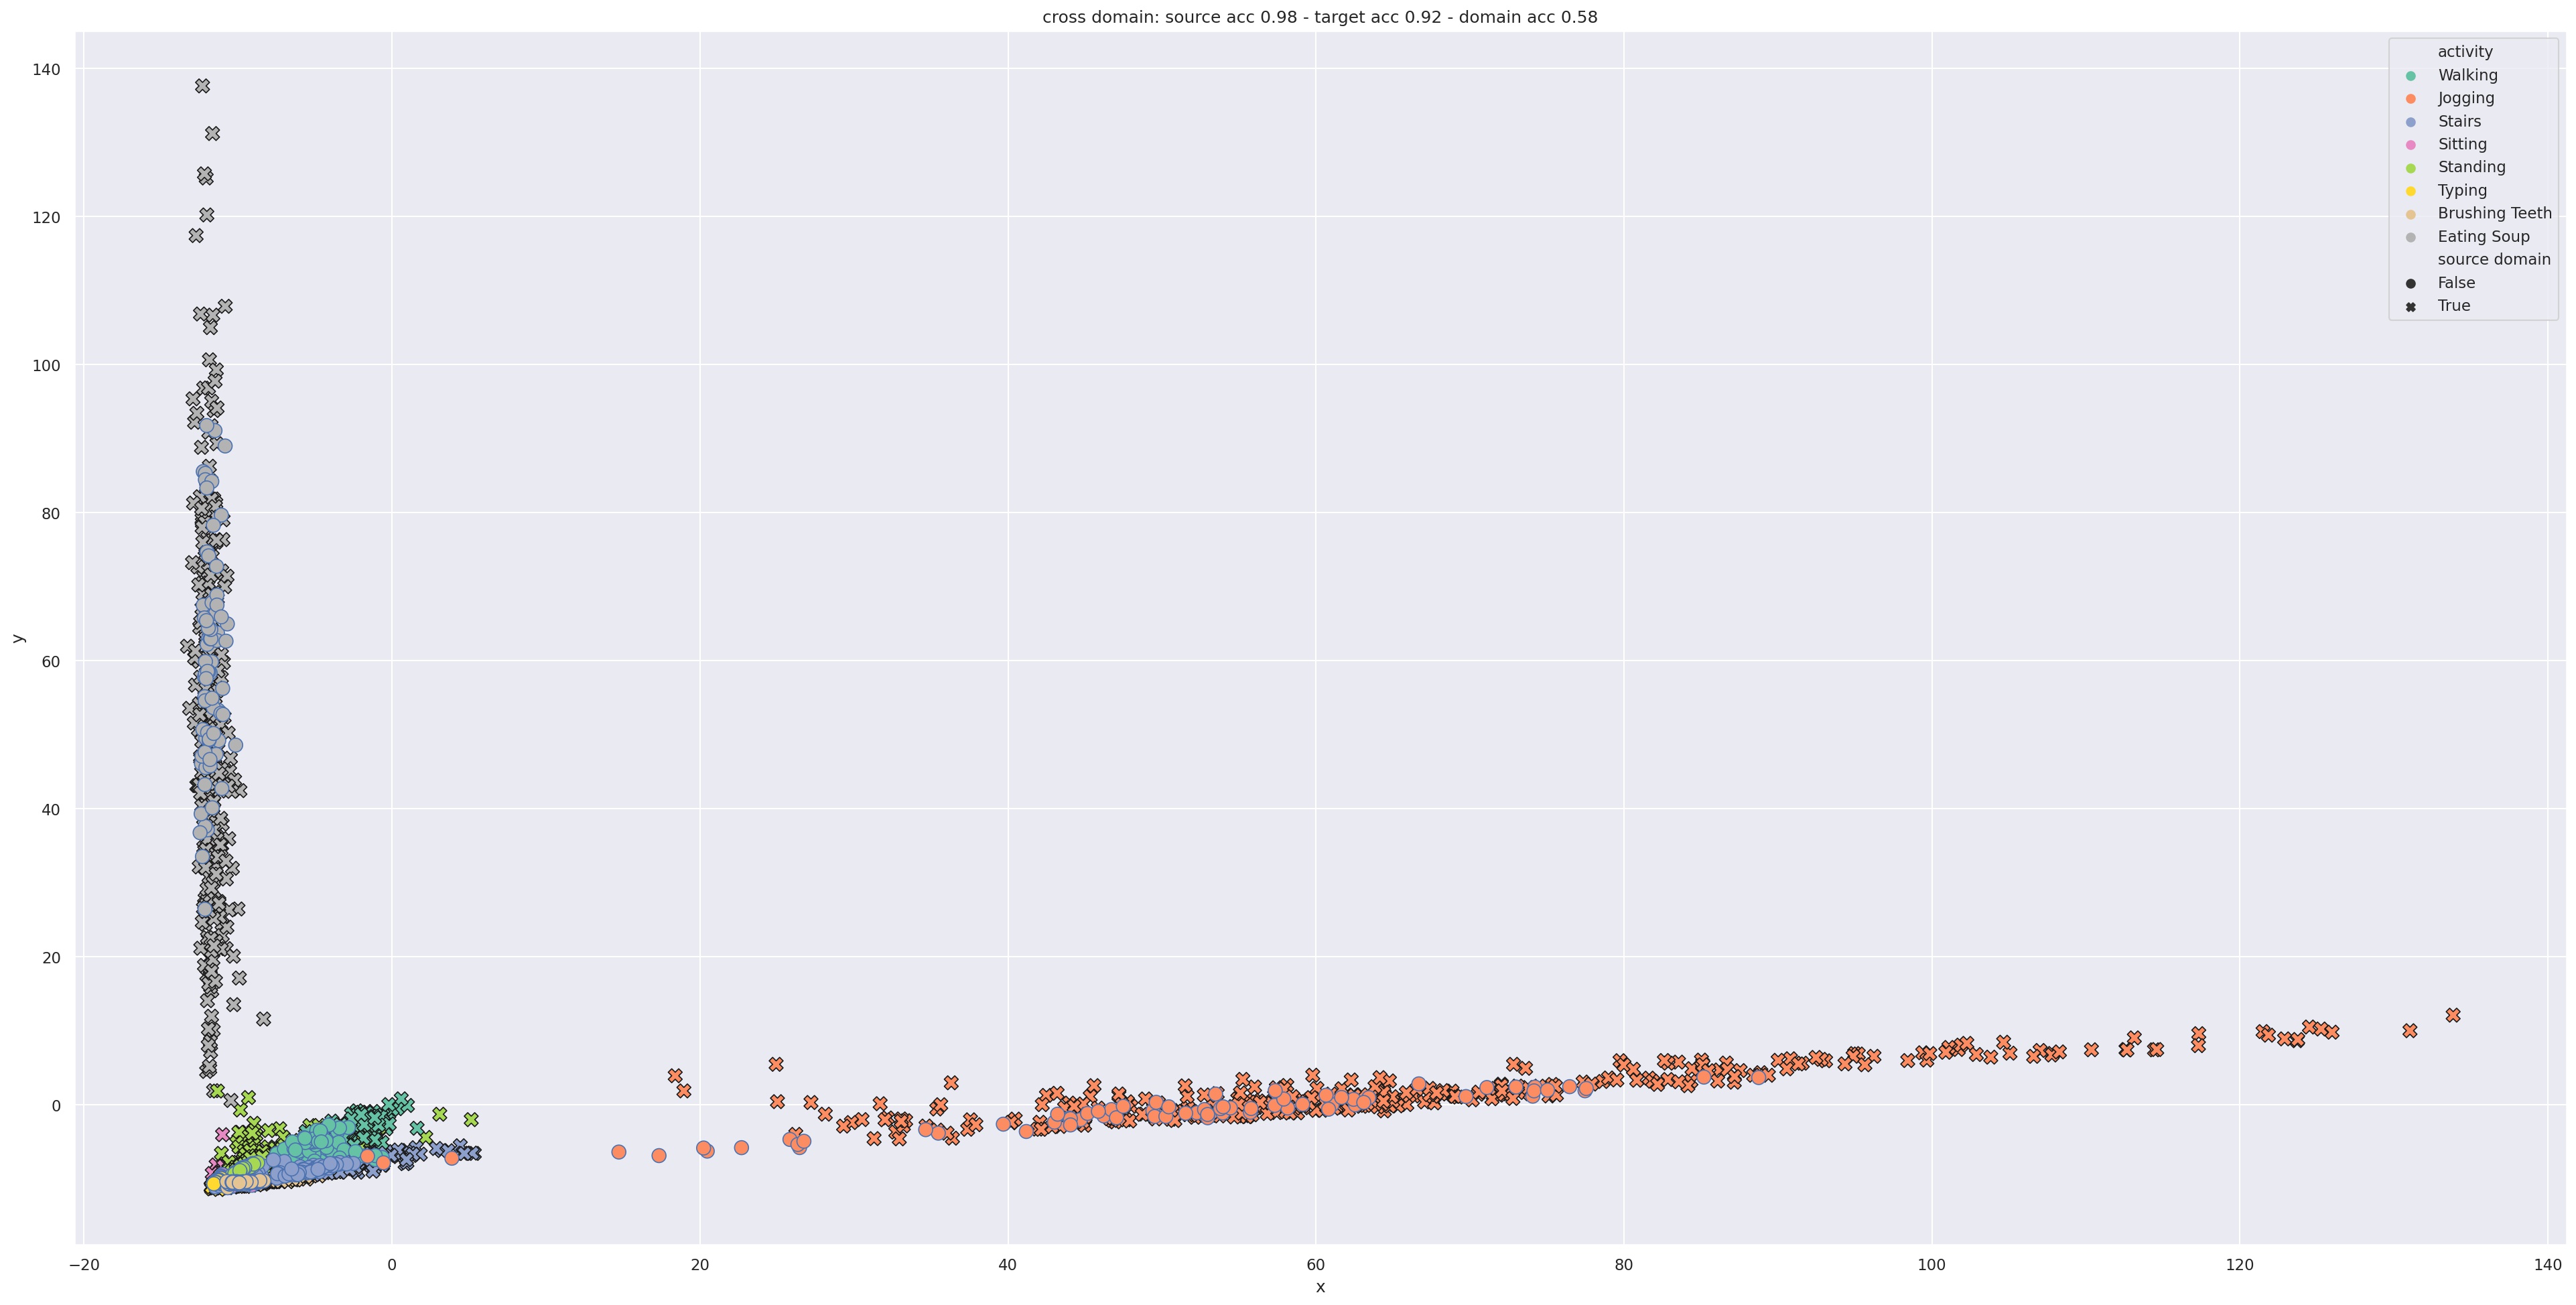 cross domain: source acc 0.98 - target acc 0.92 - domain acc 0.58
activity
Walking
Jogging
Stairs
Sitting
Standing
Typing
Brushing Teeth
Eating Soup
source domain
False
True
140
120
100
80
60
40
20
0
y
−20
0
20
40
60
80
100
120
140
x